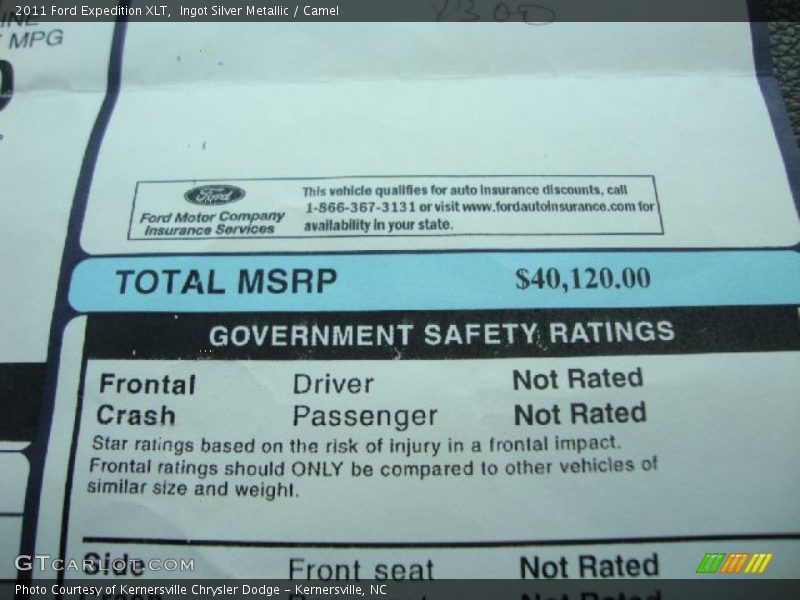 2011 Ford Expedition XLT, Ingot Silver Metallic / Camel
MPG
Ford
Ford Motor Company
Insurance Services
This vehicle qualifies for auto insurance discounts, call
1-866-367-3131 or visit www.fordautoinsurance.com for
availability in your state.
TOTAL MSRP $40,120.00
GOVERNMENT SAFETY RATINGS
Frontal Driver Not Rated
Crash Passenger Not Rated
Star ratings based on the risk of injury in a frontal impact.
Frontal ratings should ONLY be compared to other vehicles of
similar size and weight.
Side Front seat Not Rated
GTCARLOT.COM
Photo Courtesy of Kernersville Chrysler Dodge - Kernersville, NC